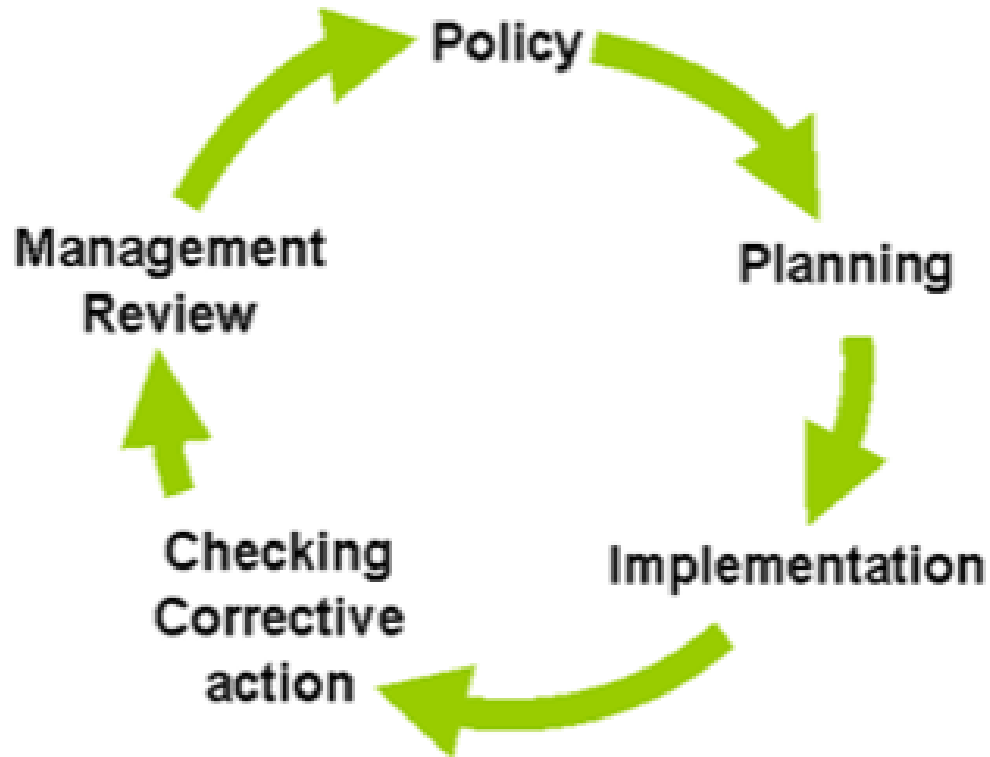 Policy
Planning
Implementation
Checking
Corrective
action
Management
Review